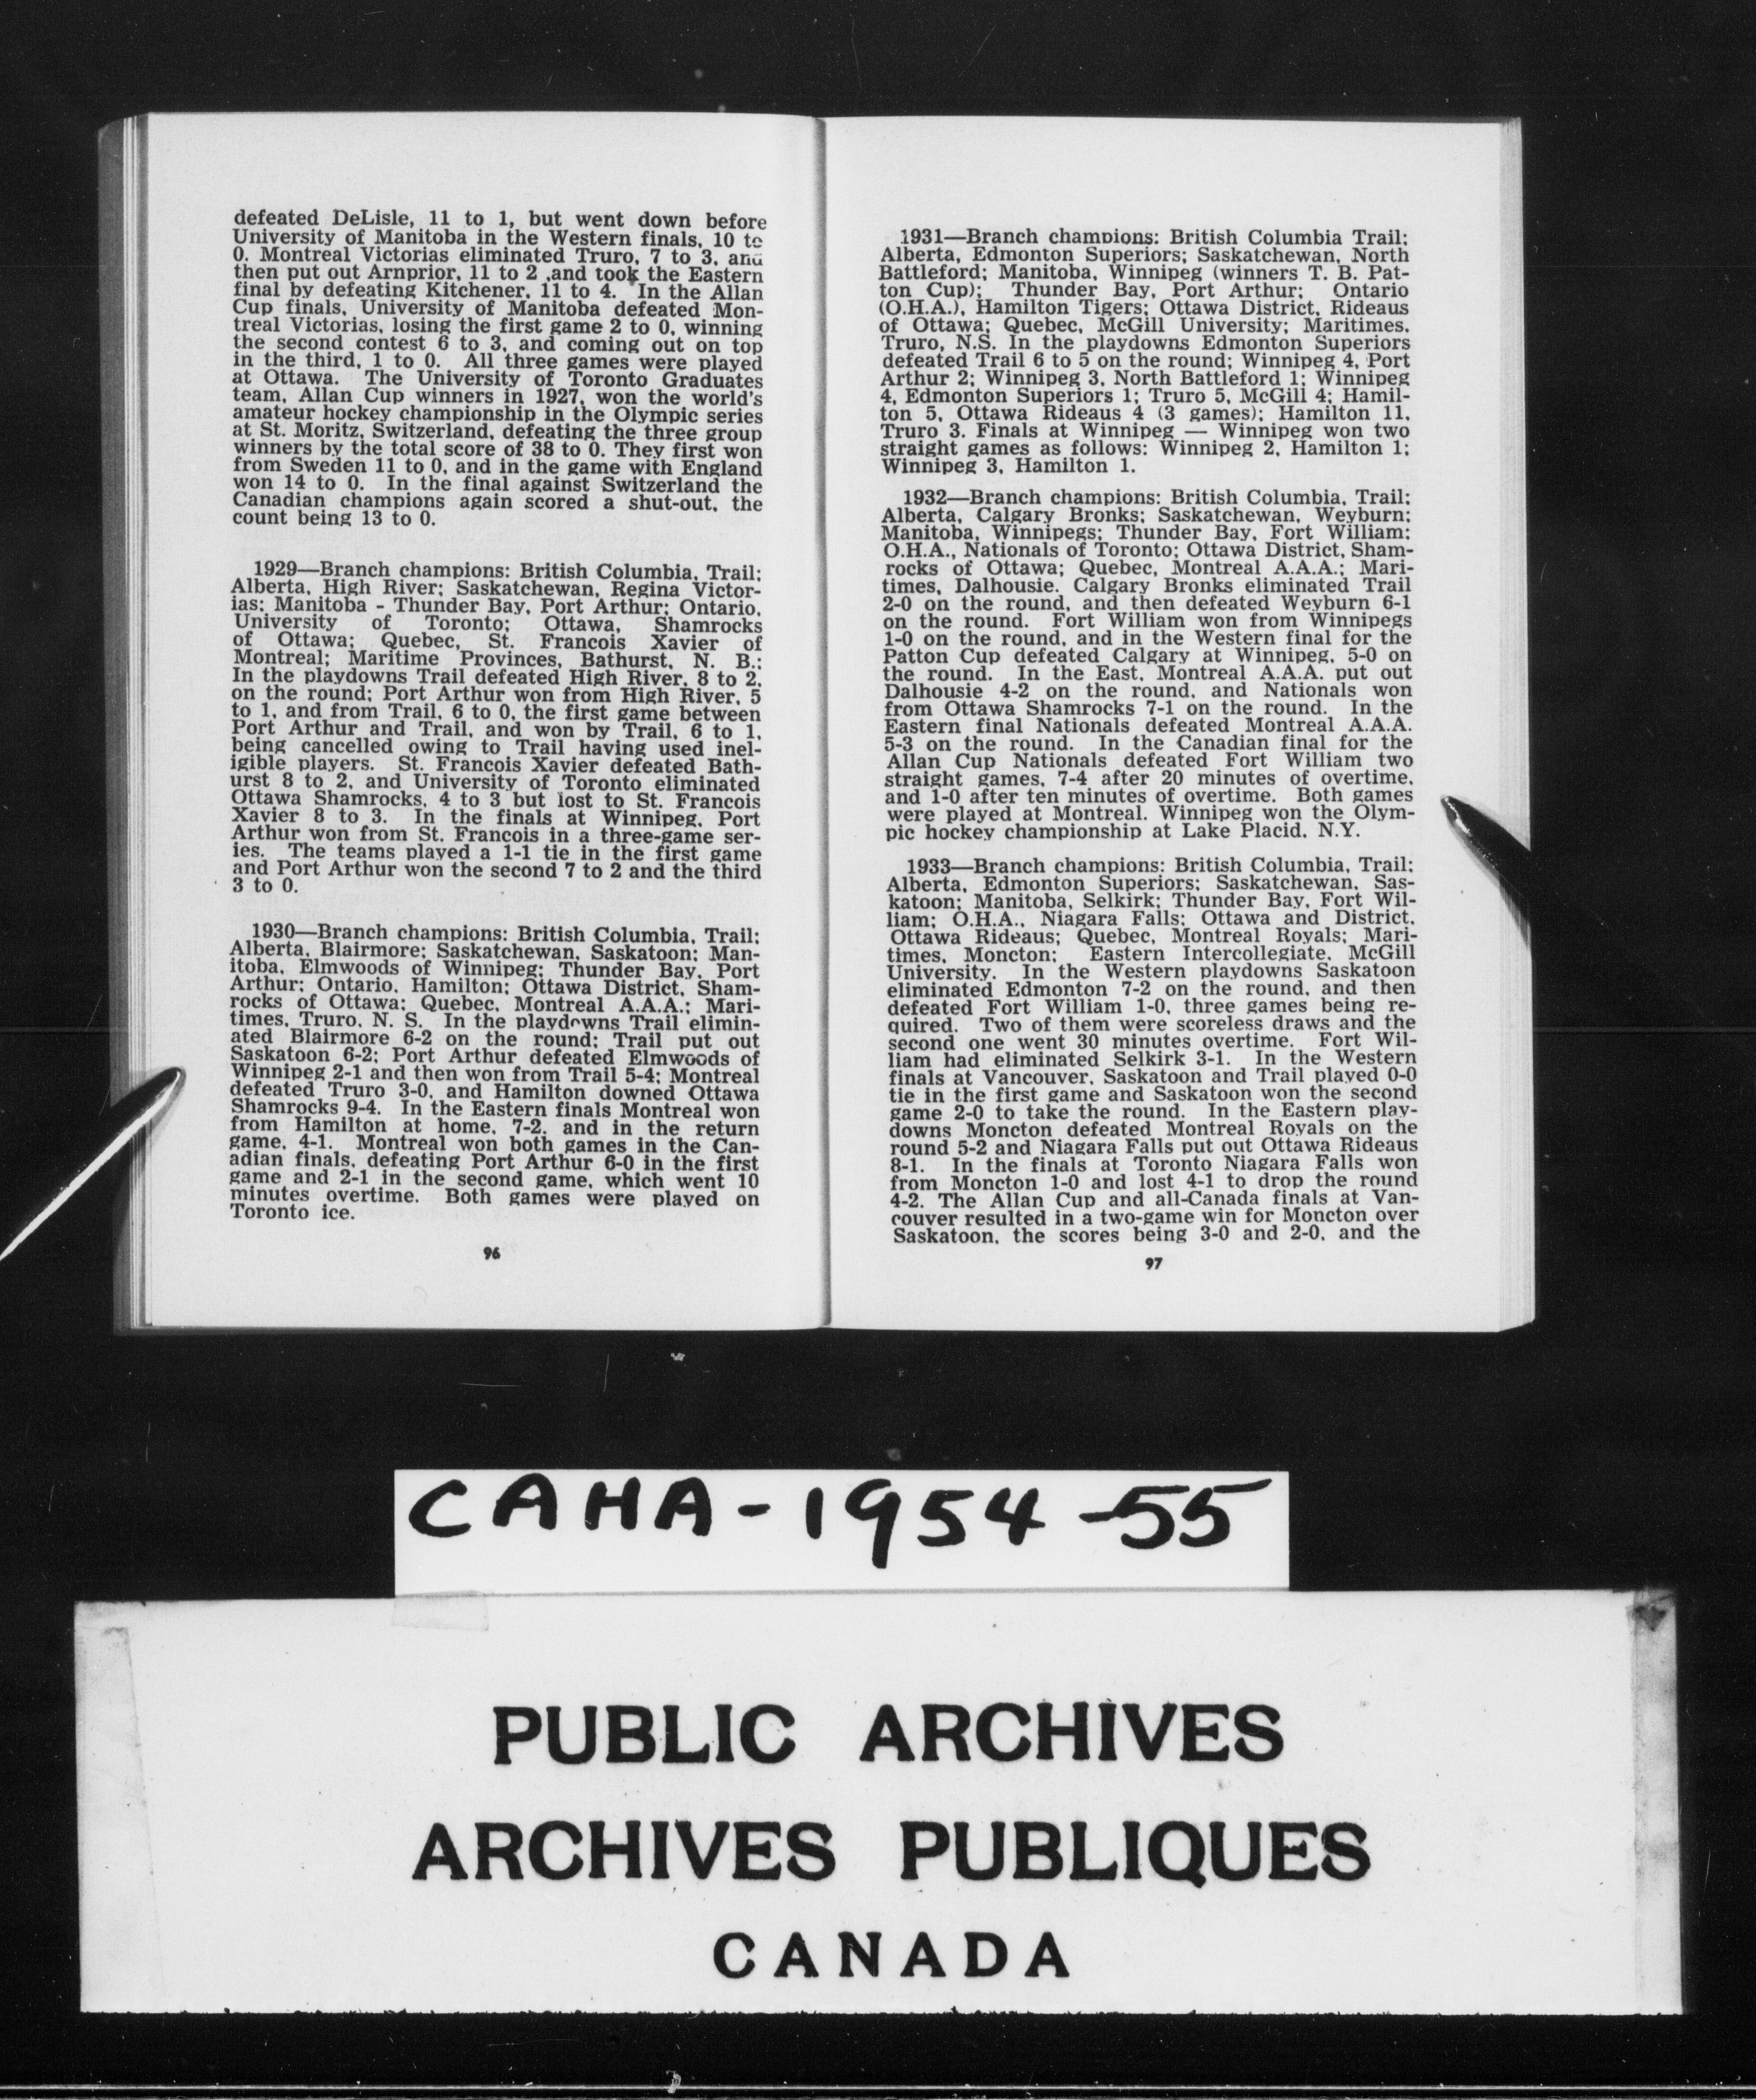 defeated DeLisle, 11 to 1, but went down before
University of Manitoba in the Western finals, 10 to
0. Montreal Victorias eliminated Truro, 7 to 3, and
then put out Arnprior, 11 to 2 ,and took the Eastern
final by defeating Kitchener, 11 to 4. In the Allan
Cup finals, University of Manitoba defeated Mon-
treal Victorias, losing the first game 2 to 0, winning
the second contest 6 to 3, and coming out on top
in the third, 1 to 0. All three games were played
at Ottawa. The University of Toronto Graduates
team, Allan Cup winners in 1927, won the world's
amateur hockey championship in the Olympic series
at St. Moritz, Switzerland, defeating the three group
winners by the total score of 38 to 0. They first won
from Sweden 11 to 0, and in the game with England
won 14 to 0. In the final against Switzerland the
Canadian champions again scored a shut-out, the
count being 13 to 0.
1929—Branch champions: British Columbia, Trail;
Alberta, High River; Saskatchewan, Regina Victor-
ias; Manitoba - Thunder Bay, Port Arthur; Ontario,
University of Toronto; Ottawa, Shamrocks
of Ottawa; Quebec, St. Francois Xavier of
Montreal; Maritime Provinces, Bathurst, N. B.;
In the playdowns Trail defeated High River, 8 to 2,
on the round; Port Arthur won from High River, 5
to 1, and from Trail, 6 to 0, the first game between
Port Arthur and Trail, and won by Trail, 6 to 1,
being cancelled owing to Trail having used inel-
igible players. St. Francois Xavier defeated Bath-
urst 8 to 2, and University of Toronto eliminated
Ottawa Shamrocks, 4 to 3 but lost to St. Francois
Xavier 8 to 3. In the finals at Winnipeg, Port
Arthur won from St. Francois in a three-game ser-
ies. The teams played a 1-1 tie in the first game
and Port Arthur won the second 7 to 2 and the third
3 to 0.
1930—Branch champions: British Columbia, Trail;
Alberta, Blairmore; Saskatchewan, Saskatoon; Man-
itoba, Elmwoods of Winnipeg; Thunder Bay, Port
Arthur; Ontario, Hamilton; Ottawa District, Sham-
rocks of Ottawa; Quebec, Montreal A.A.A.; Mari-
times, Truro, N. S. In the playdowns Trail elimin-
ated Blairmore 6-2 on the round; Trail put out
Saskatoon 6-2; Port Arthur defeated Elmwoods of
Winnipeg 2-1 and then won from Trail 5-4; Montreal
defeated Truro 3-0, and Hamilton downed Ottawa
Shamrocks 9-4. In the Eastern finals Montreal won
from Hamilton at home, 7-2, and in the return
game, 4-1. Montreal won both games in the Can-
adian finals, defeating Port Arthur 6-0 in the first
game and 2-1 in the second game, which went 10
minutes overtime. Both games were played on
Toronto ice.
96
1931—Branch champions: British Columbia Trail;
Alberta, Edmonton Superiors; Saskatchewan, North
Battleford; Manitoba, Winnipeg (winners T. B. Pat-
ton Cup); Thunder Bay, Port Arthur; Ontario
(O.H.A.), Hamilton Tigers; Ottawa District, Rideaus
of Ottawa; Quebec, McGill University; Maritimes,
Truro, N.S. In the playdowns Edmonton Superiors
defeated Trail 6 to 5 on the round; Winnipeg 4, Port
Arthur 2; Winnipeg 3, North Battleford 1; Winnipeg
4, Edmonton Superiors 1; Truro 5, McGill 4; Hamil-
ton 5, Ottawa Rideaus 4 (3 games); Hamilton 11,
Truro 3. Finals at Winnipeg — Winnipeg won two
straight games as follows: Winnipeg 2, Hamilton 1;
Winnipeg 3, Hamilton 1.
1932—Branch champions: British Columbia, Trail;
Alberta, Calgary Bronks; Saskatchewan, Weyburn;
Manitoba, Winnipegs; Thunder Bay, Fort William;
O.H.A., Nationals of Toronto; Ottawa District, Sham-
rocks of Ottawa; Quebec, Montreal A.A.A.; Mari-
times, Dalhousie. Calgary Bronks eliminated Trail
2-0 on the round, and then defeated Weyburn 6-1
on the round. Fort William won from Winnipegs
1-0 on the round, and in the Western final for the
Patton Cup defeated Calgary at Winnipeg, 5-0 on
the round. In the East, Montreal A.A.A. put out
Dalhousie 4-2 on the round, and Nationals won
from Ottawa Shamrocks 7-1 on the round. In the
Eastern final Nationals defeated Montreal A.A.A.
5-3 on the round. In the Canadian final for the
Allan Cup Nationals defeated Fort William two
straight games, 7-4 after 20 minutes of overtime,
and 1-0 after ten minutes of overtime. Both games
were played at Montreal. Winnipeg won the Olym-
pic hockey championship at Lake Placid, N.Y.
1933—Branch champions: British Columbia, Trail;
Alberta, Edmonton Superiors; Saskatchewan, Sas-
katoon; Manitoba, Selkirk; Thunder Bay, Fort Wil-
liam; O.H.A., Niagara Falls; Ottawa and District,
Ottawa Rideaus; Quebec, Montreal Royals; Mari-
times, Moncton; Eastern Intercollegiate, McGill
University. In the Western playdowns Saskatoon
eliminated Edmonton 7-2 on the round, and then
defeated Fort William 1-0, three games being re-
quired. Two of them were scoreless draws and the
second one went 30 minutes overtime. Fort Wil-
liam had eliminated Selkirk 3-1. In the Western
finals at Vancouver, Saskatoon and Trail played 0-0
tie in the first game and Saskatoon won the second
game 2-0 to take the round. In the Eastern play-
downs Moncton defeated Montreal Royals on the
round 5-2 and Niagara Falls put out Ottawa Rideaus
8-1. In the finals at Toronto Niagara Falls won
from Moncton 1-0 and lost 4-1 to drop the round
4-2. The Allan Cup and all-Canada finals at Van-
couver resulted in a two-game win for Moncton over
Saskatoon, the scores being 3-0 and 2-0, and the
97
CAHA-1954-55
PUBLIC ARCHIVES
ARCHIVES PUBLIQUES
CANADA